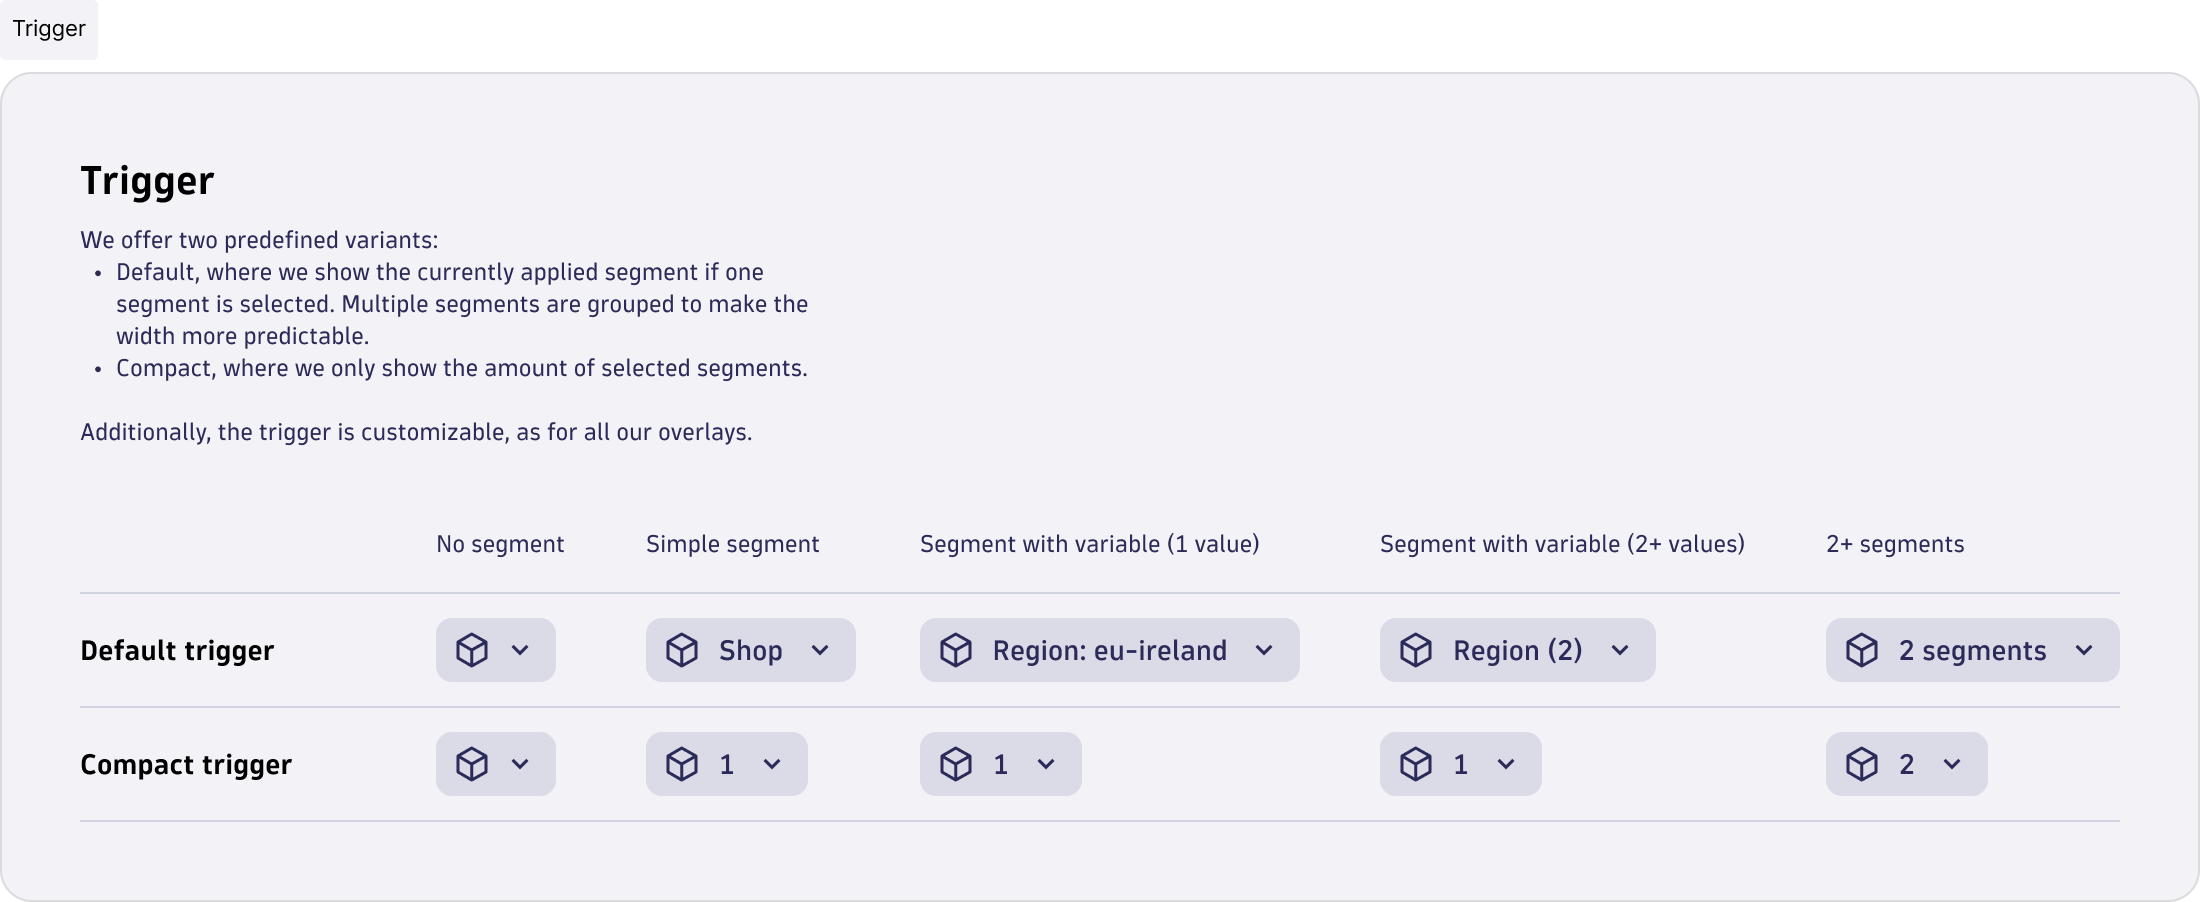 Trigger
Trigger
We offer two predefined variants:
• Default, where we show the currently applied segment if one
segment is selected. Multiple segments are grouped to make the
width more predictable.
• Compact, where we only show the amount of selected segments.
Additionally, the trigger is customizable, as for all our overlays.
No segment Simple segment Segment with variable (1 value) Segment with variable (2+ values) 2+ segments
Default trigger Shop Region: eu-ireland Region (2) 2 segments
Compact trigger 1 1 1 2